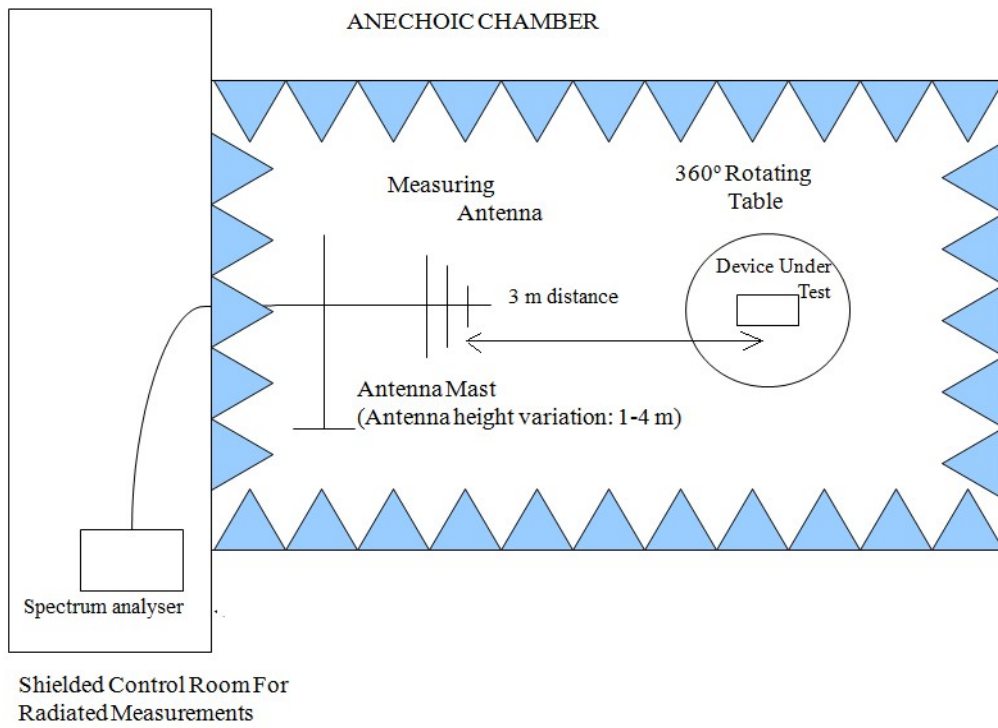 ANECHOIC CHAMBER
Measuring
Antenna
360º Rotating
Table
Device Under
Test
3 m distance
Antenna Mast
(Antenna height variation: 1-4 m)
Spectrum analyser
Shielded Control Room For
Radiated Measurements